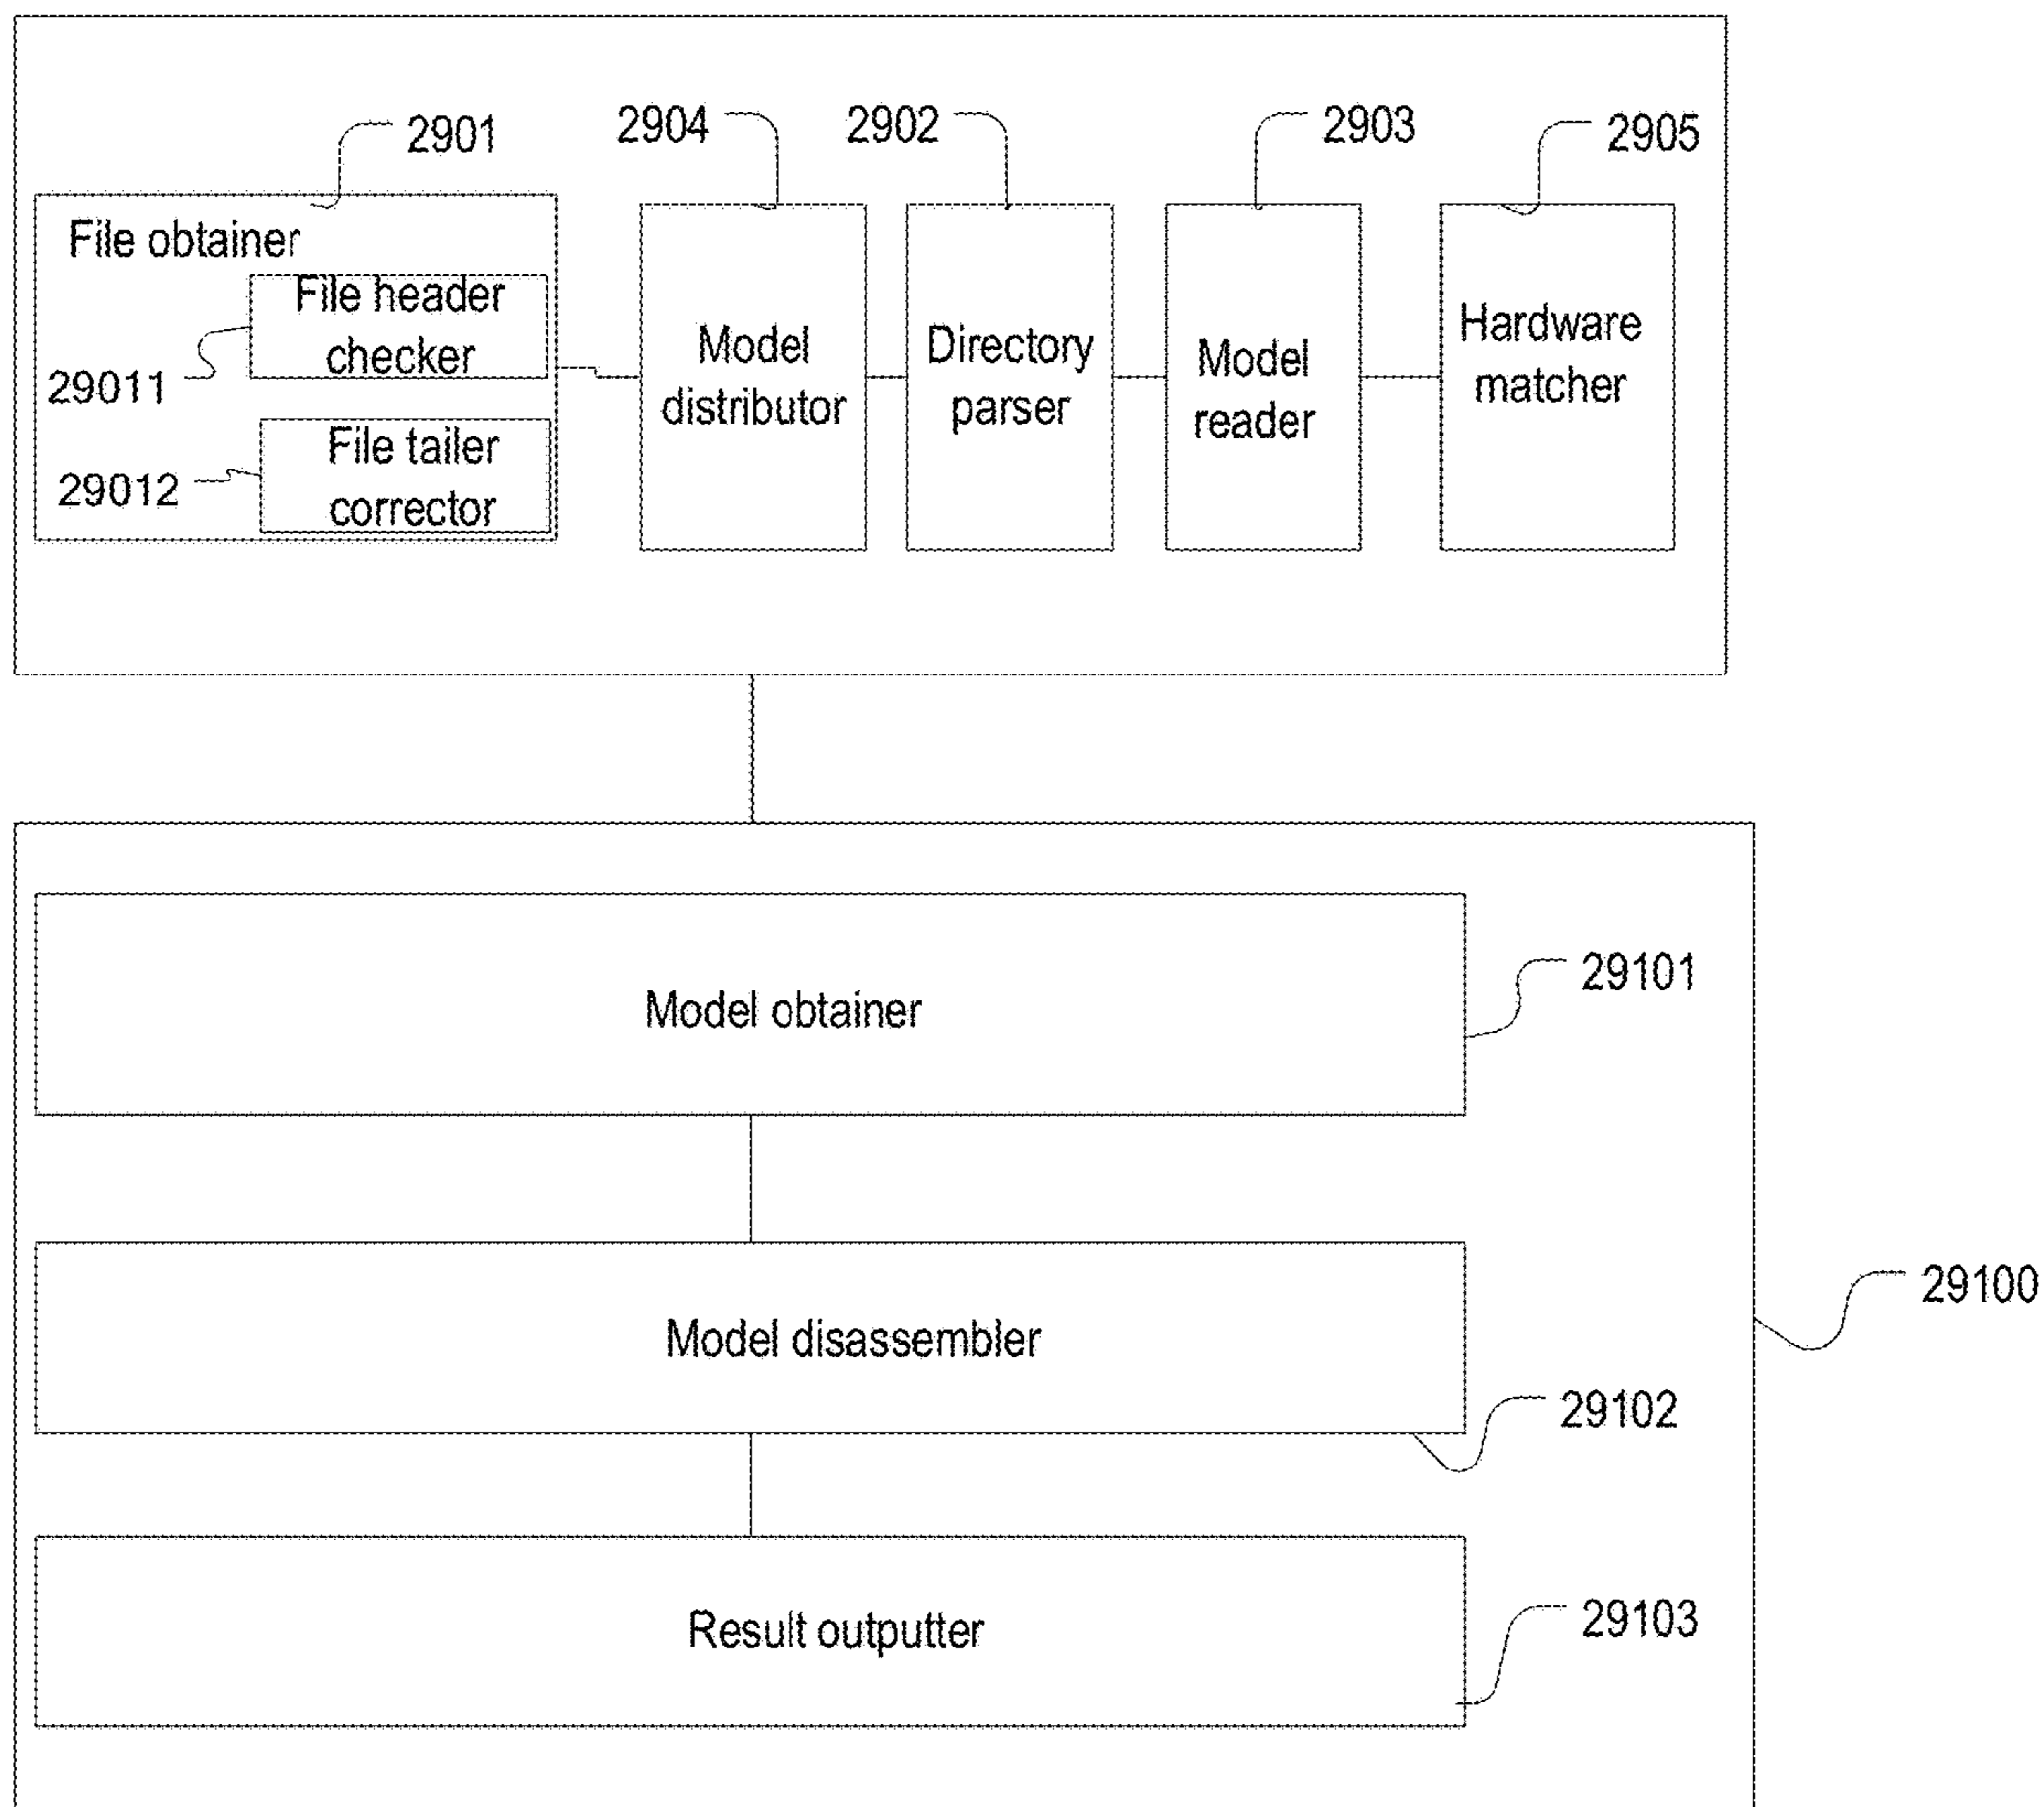 2901
2904
2902
2903
2905
File obtainer
File header
checker
29011
File tailer
corrector
29012
Model
distributor
Directory
parser
Model
reader
Hardware
matcher
Model obtainer
29101
Model disassembler
29100
29102
Result outputter
29103